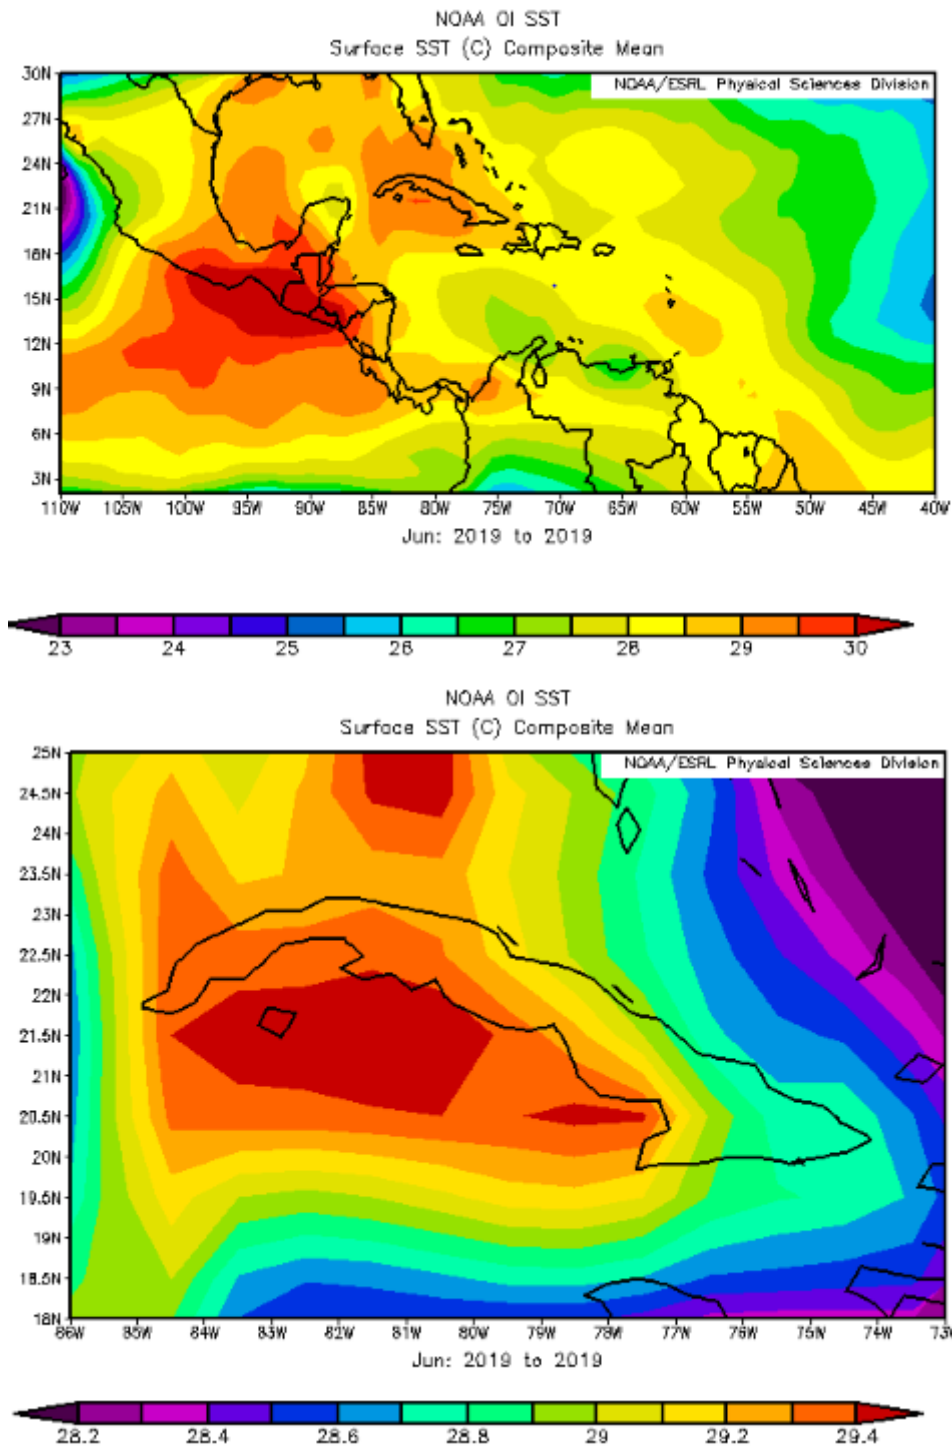 NOAA OI SST
Surface SST (C) Composite Mean
NOAA/ESRL Physical Sciences Division
30N
27N
24N
21N
18N
15N
12N
9N
6N
3N
110W 105W 100W 95W 90W 85W 80W 75W 70W 65W 60W 55W 50W 45W 40W
Jun: 2019 to 2019
23 24 25 26 27 28 29 30
NOAA OI SST
Surface SST (C) Composite Mean
NOAA/ESRL Physical Sciences Division
25N
24.5N
24N
23.5N
23N
22.5N
22N
21.5N
21N
20.5N
20N
19.5N
19N
18.5N
18N
86W 85W 84W 83W 82W 81W 80W 79W 78W 77W 76W 75W 74W 73
Jun: 2019 to 2019
28.2 28.4 28.6 28.8 29 29.2 29.4